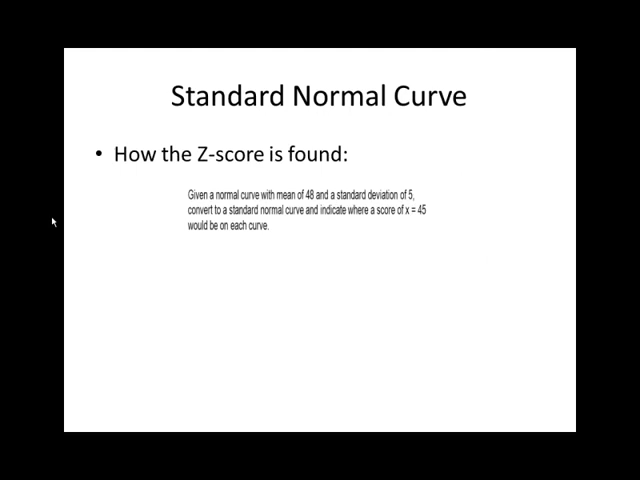 Standard Normal Curve
• How the Z-score is found:
Given a normal curve with mean of 48 and a standard deviation of 5,
convert to a standard normal curve and indicate where a score of x = 45
would be on each curve.